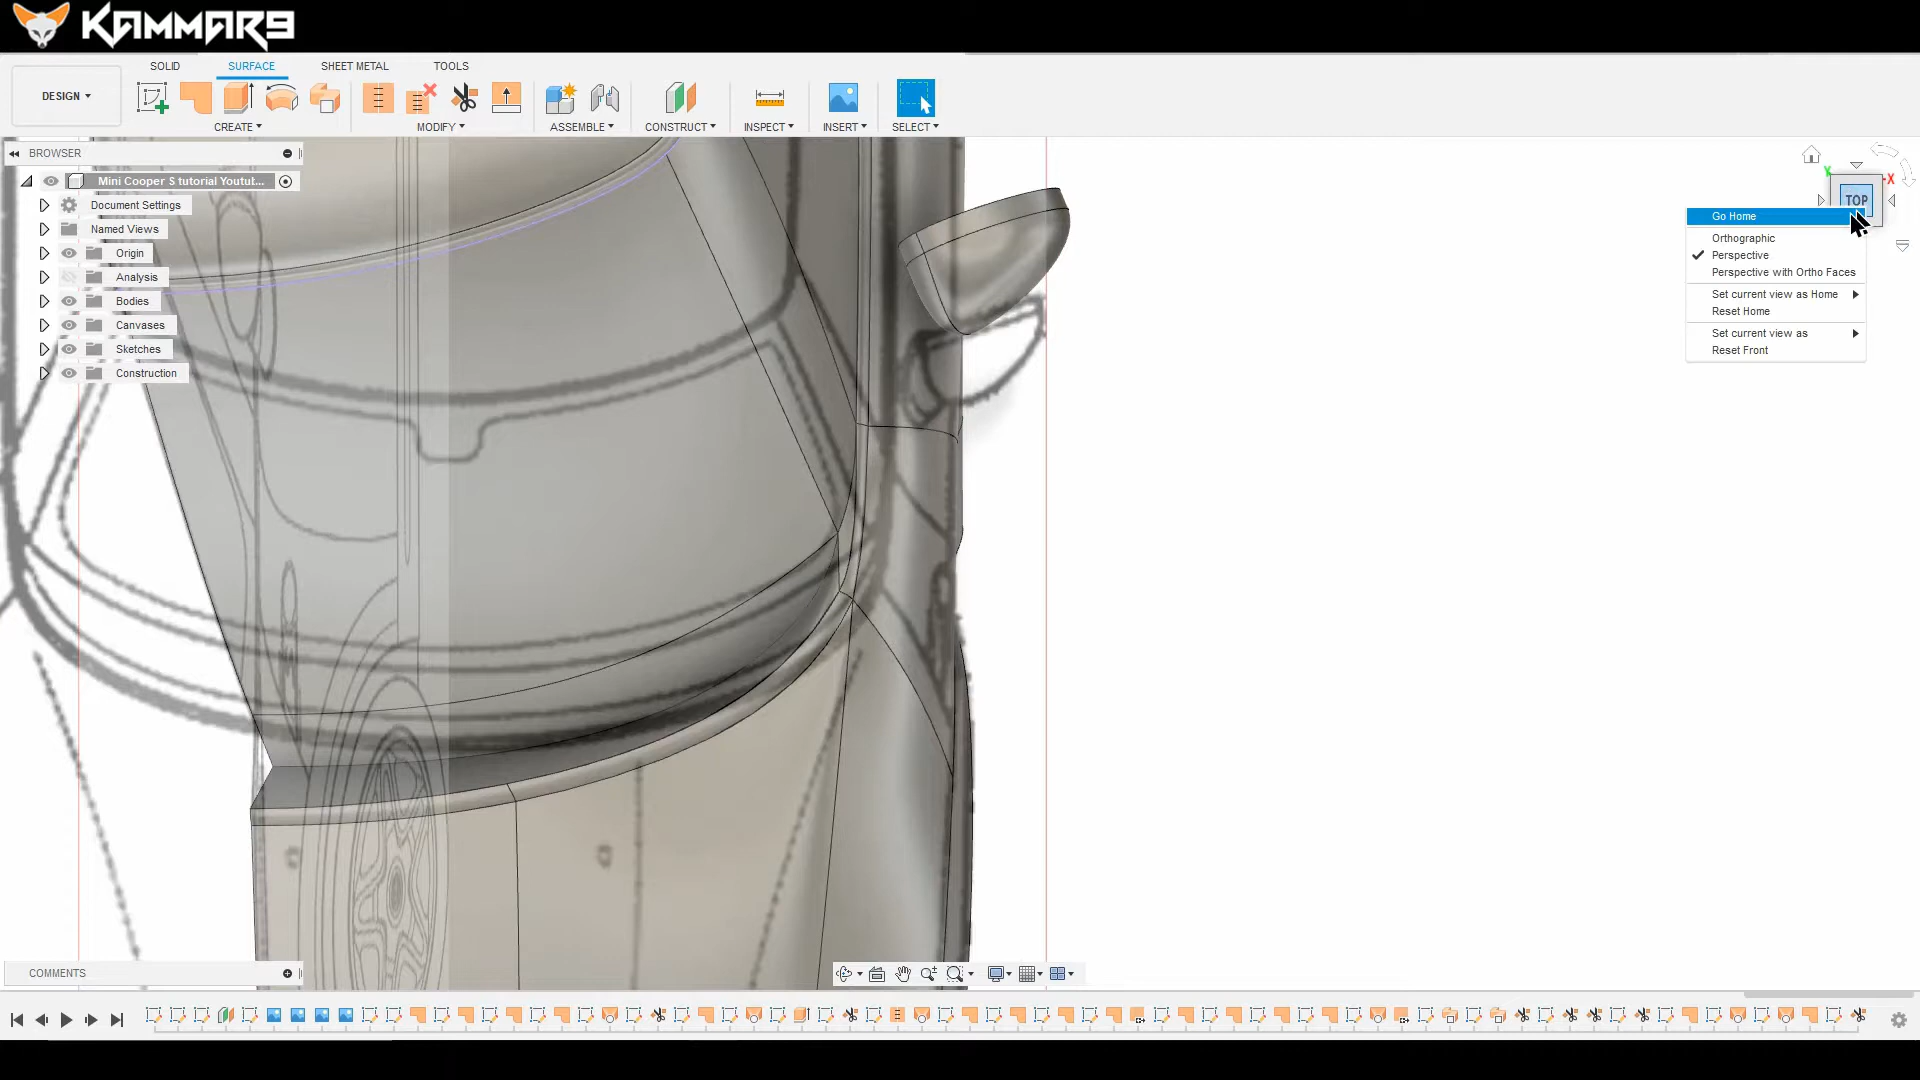 KAMMAR9
SOLID SURFACE SHEET METAL TOOLS
DESIGN
CREATE MODIFY ASSEMBLE CONSTRUCT INSPECT INSERT SELECT
BROWSER
Mini Cooper S tutorial Youtut...
Document Settings
Named Views
Origin
Analysis
Bodies
Canvases
Sketches
Construction
Y
X
TOP
Go Home
Orthographic
Perspective
Perspective with Ortho Faces
Set current view as Home
Reset Home
Set current view as
Reset Front
COMMENTS